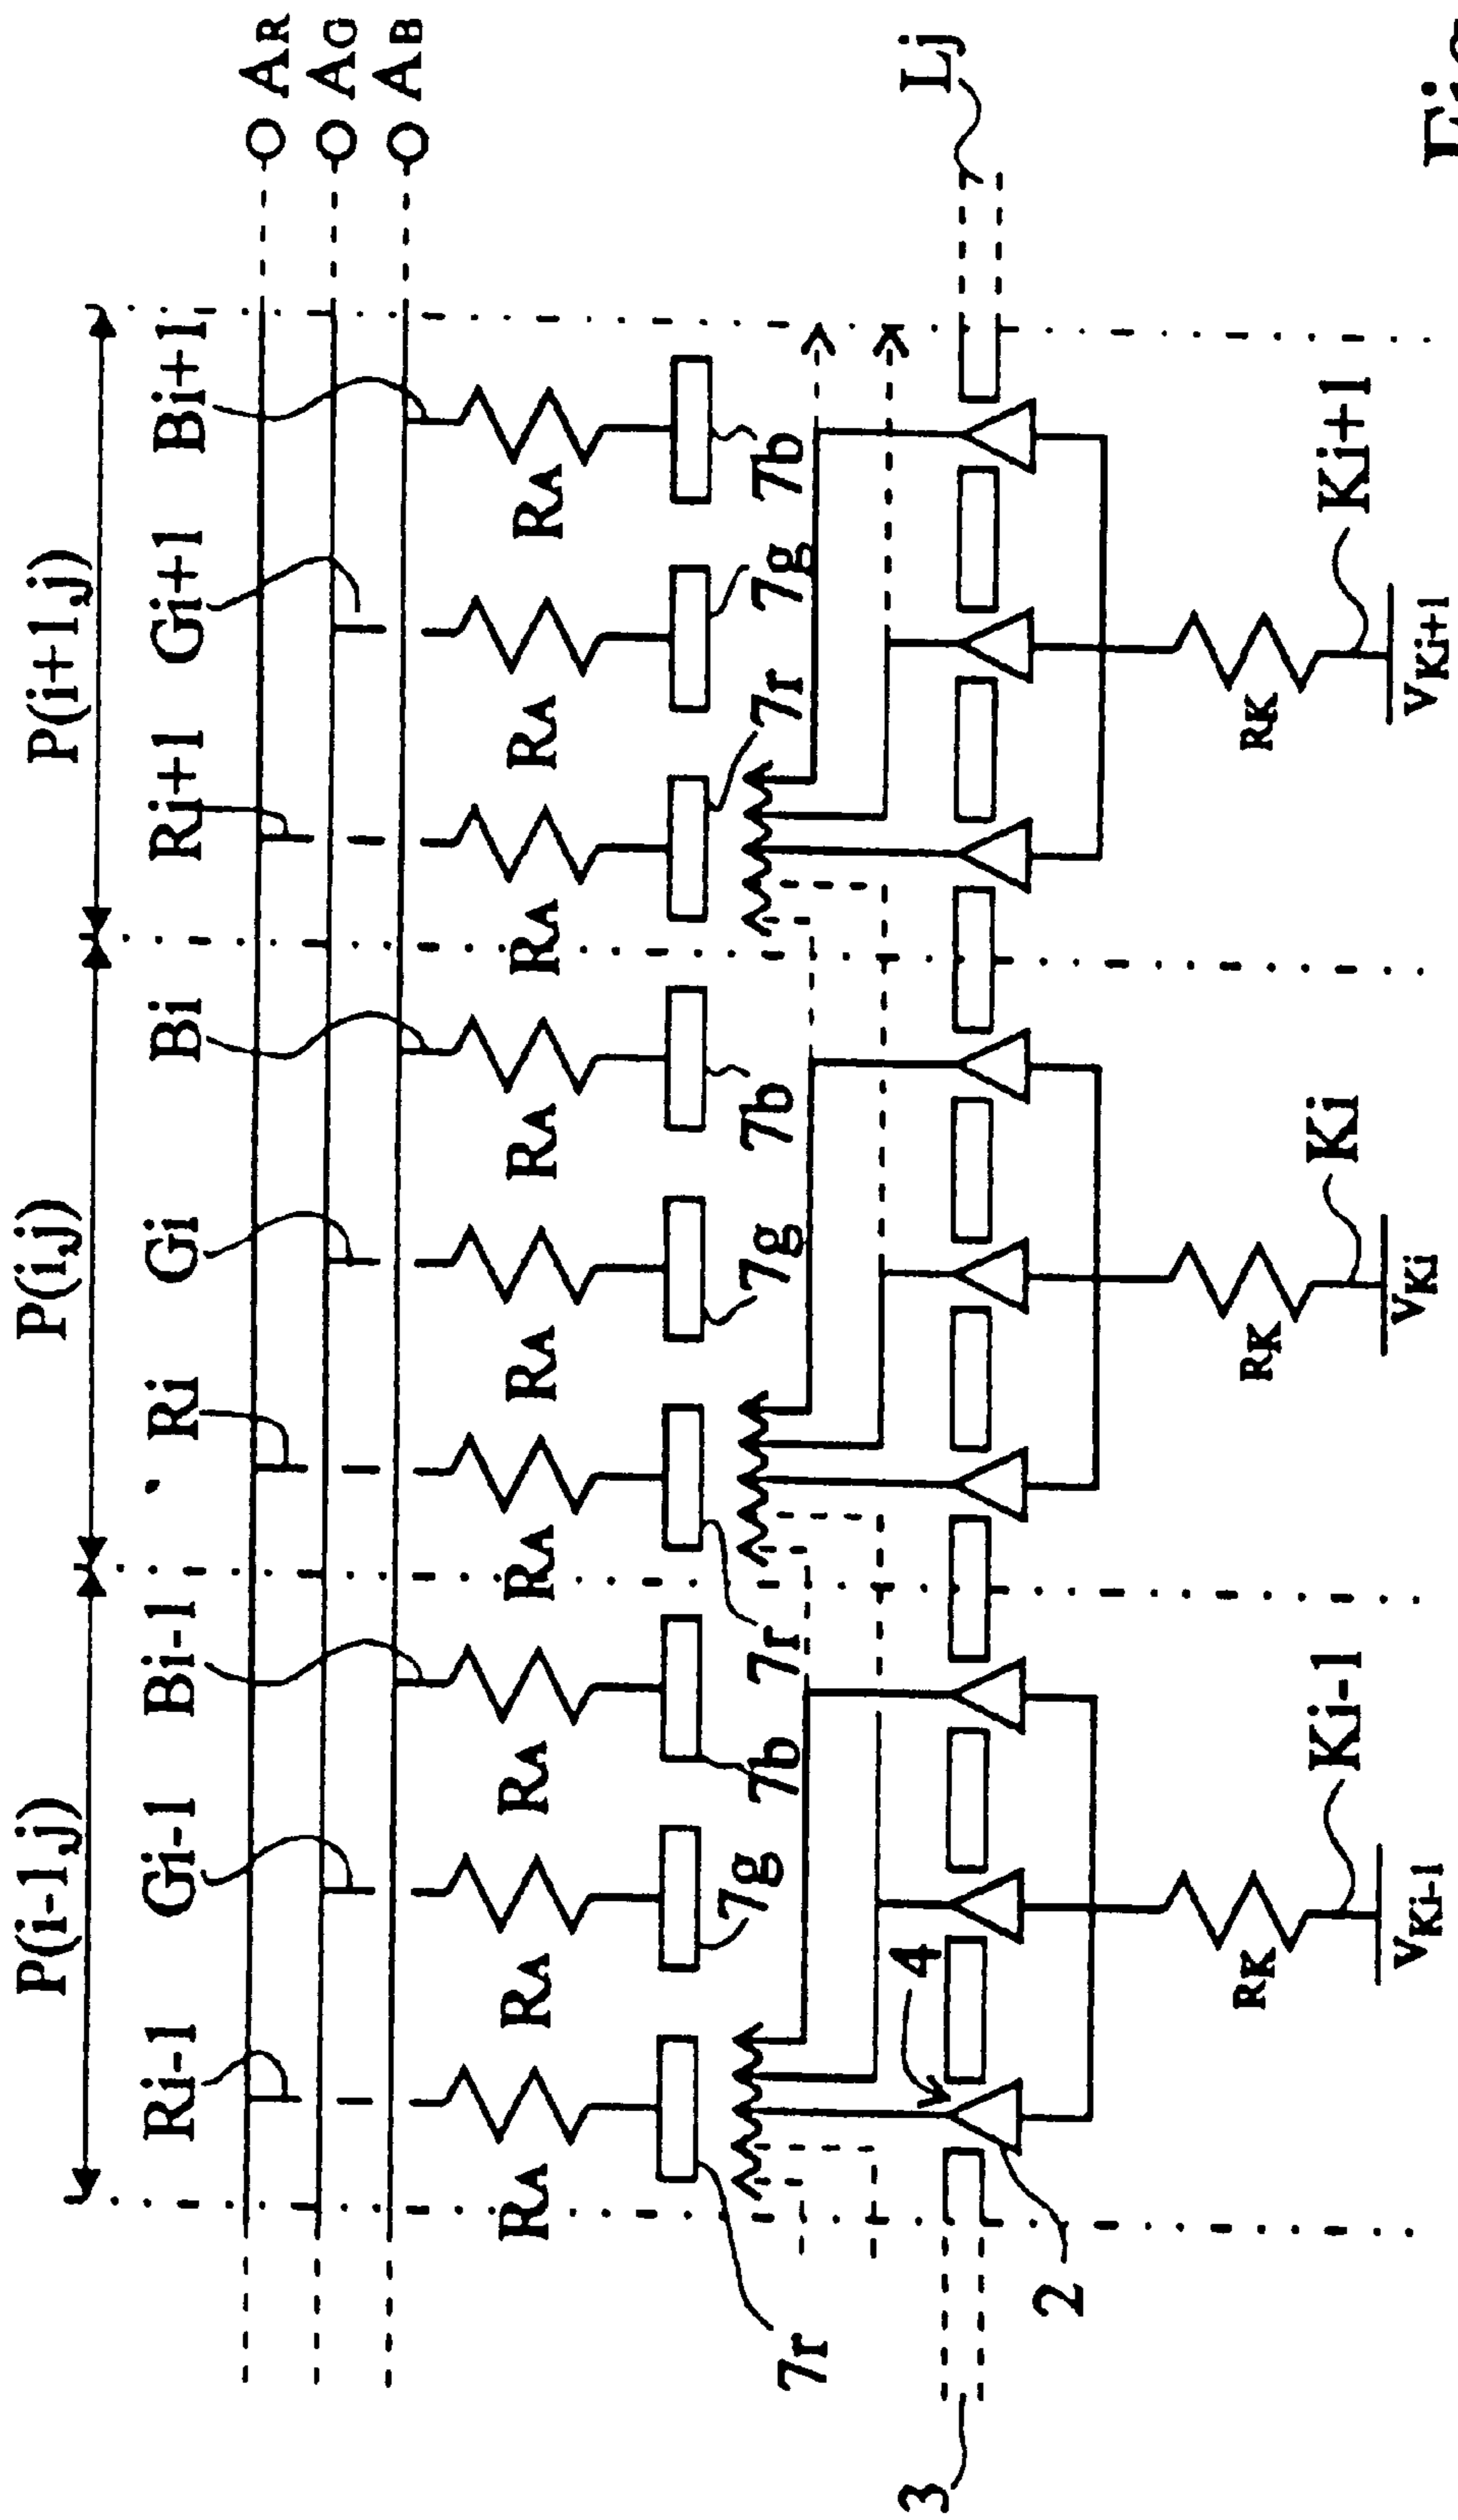 P(i-1,j) P(i,j) P(i+1,j)
Ri-1 Gi-1 Bi-1 Ri Gi Bi Ri+1 Gi+1 Bi+1
AR
AG
AB
RA RA RA RA RA RA RA RA RA
7r 7g 7b 7r 7g 7b 7r 7g 7b
3 4 Lj
2
RK RK RK
Ki-1 Ki Ki+1
VKi-1 VKi VKi+1